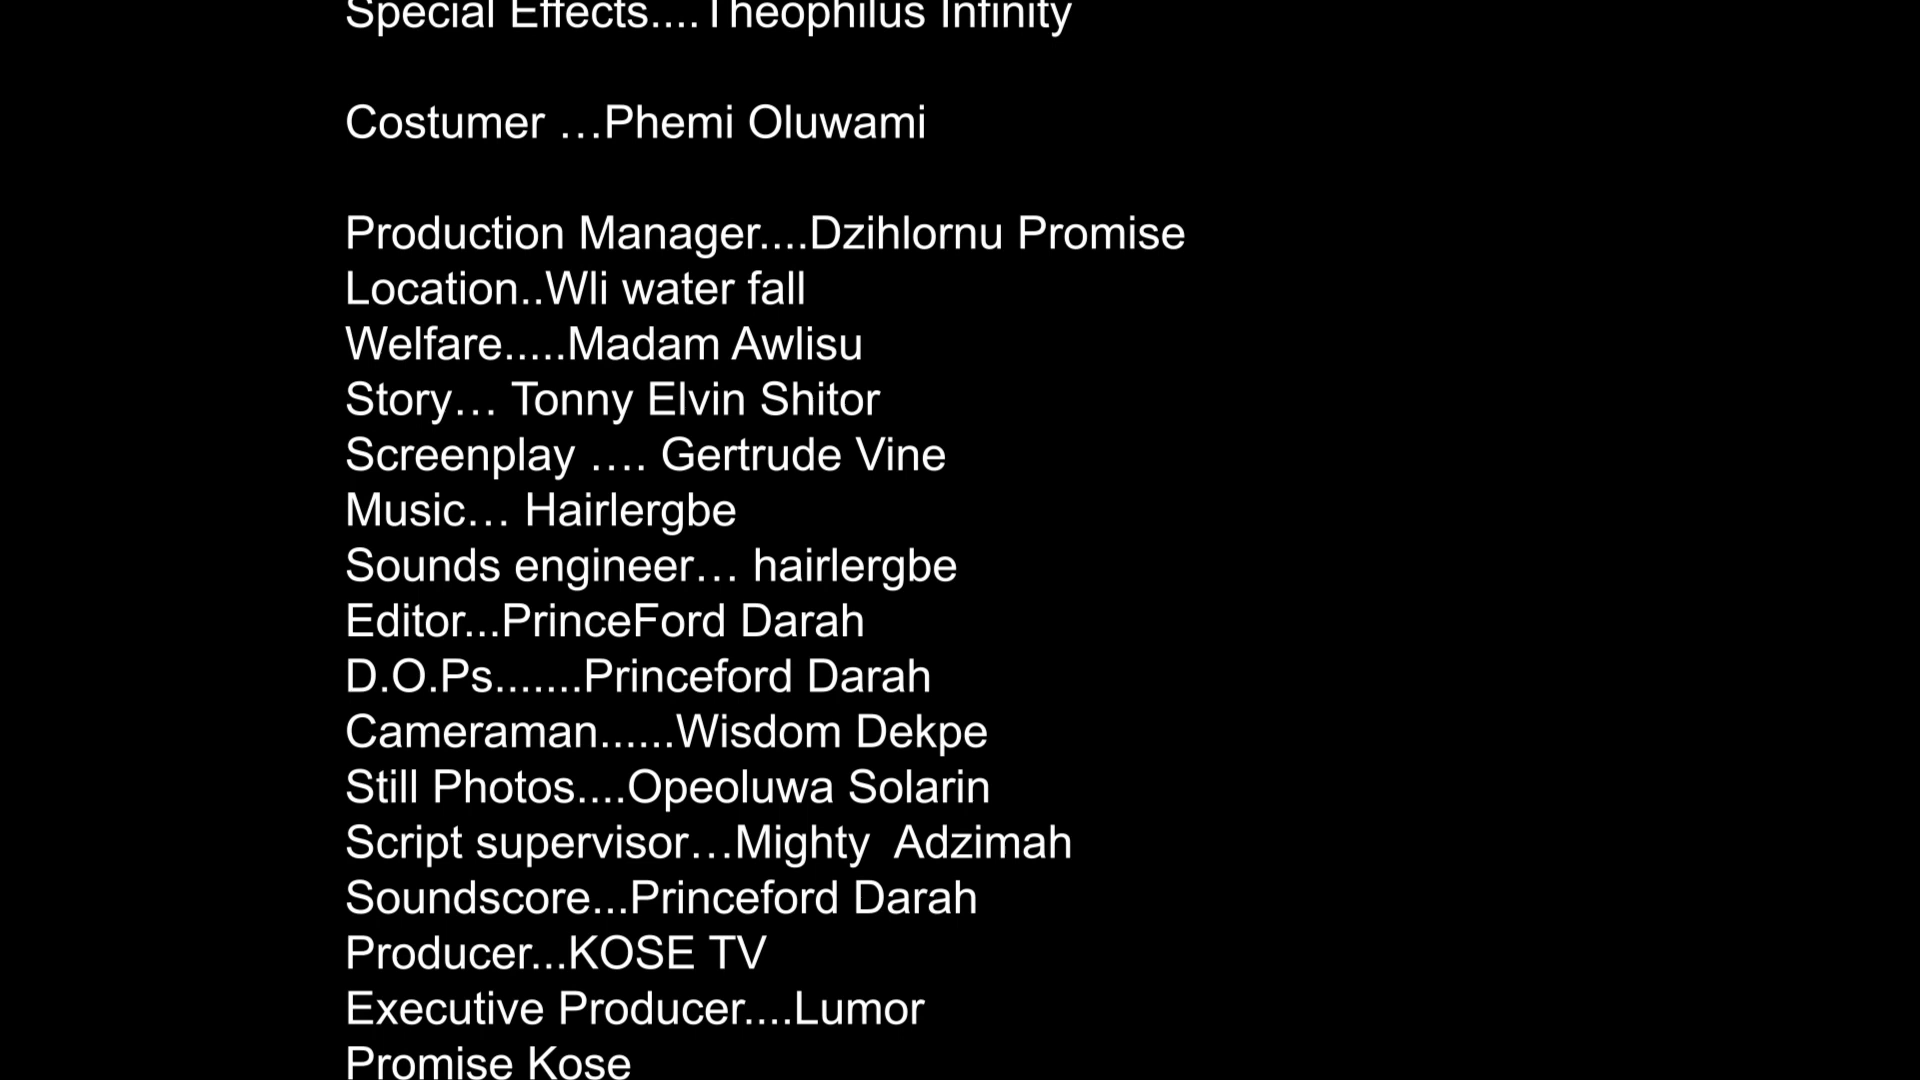 Special Effects....Theophilus Infinity
Costumer …Phemi Oluwami
Production Manager....Dzihlornu Promise
Location..Wli water fall
Welfare.....Madam Awlisu
Story… Tonny Elvin Shitor
Screenplay …. Gertrude Vine
Music… Hairlergbe
Sounds engineer… hairlergbe
Editor...PrinceFord Darah
D.O.Ps.......Princeford Darah
Cameraman......Wisdom Dekpe
Still Photos....Opeoluwa Solarin
Script supervisor…Mighty  Adzimah
Soundscore...Princeford Darah
Producer...KOSE TV
Executive Producer....Lumor
Promise Kose